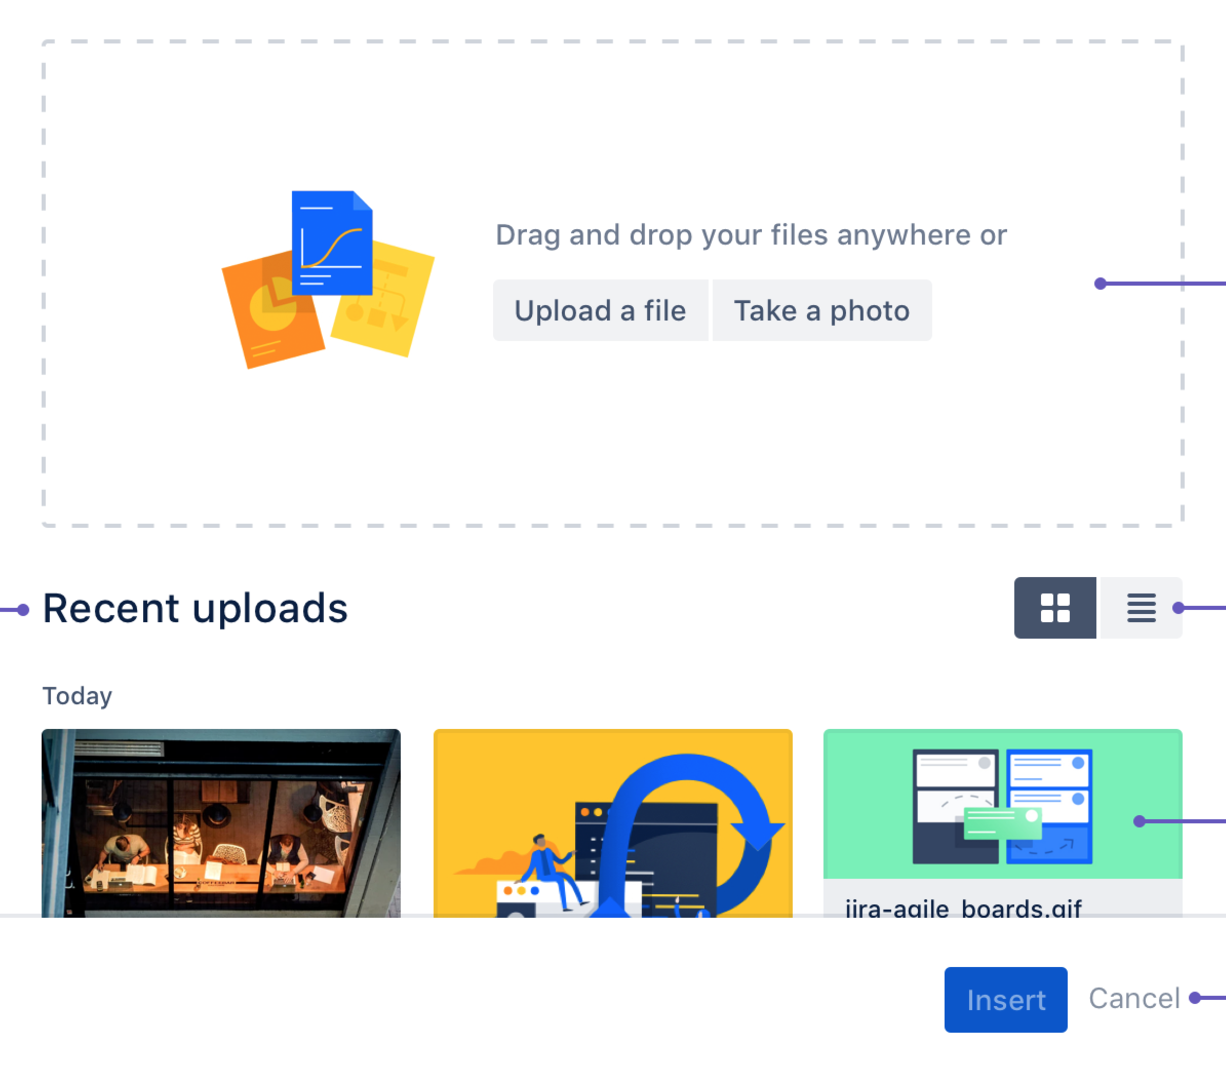 Drag and drop your files anywhere or
Upload a file
Take a photo
Recent uploads
Today
jira-agile_boards.gif
Insert
Cancel